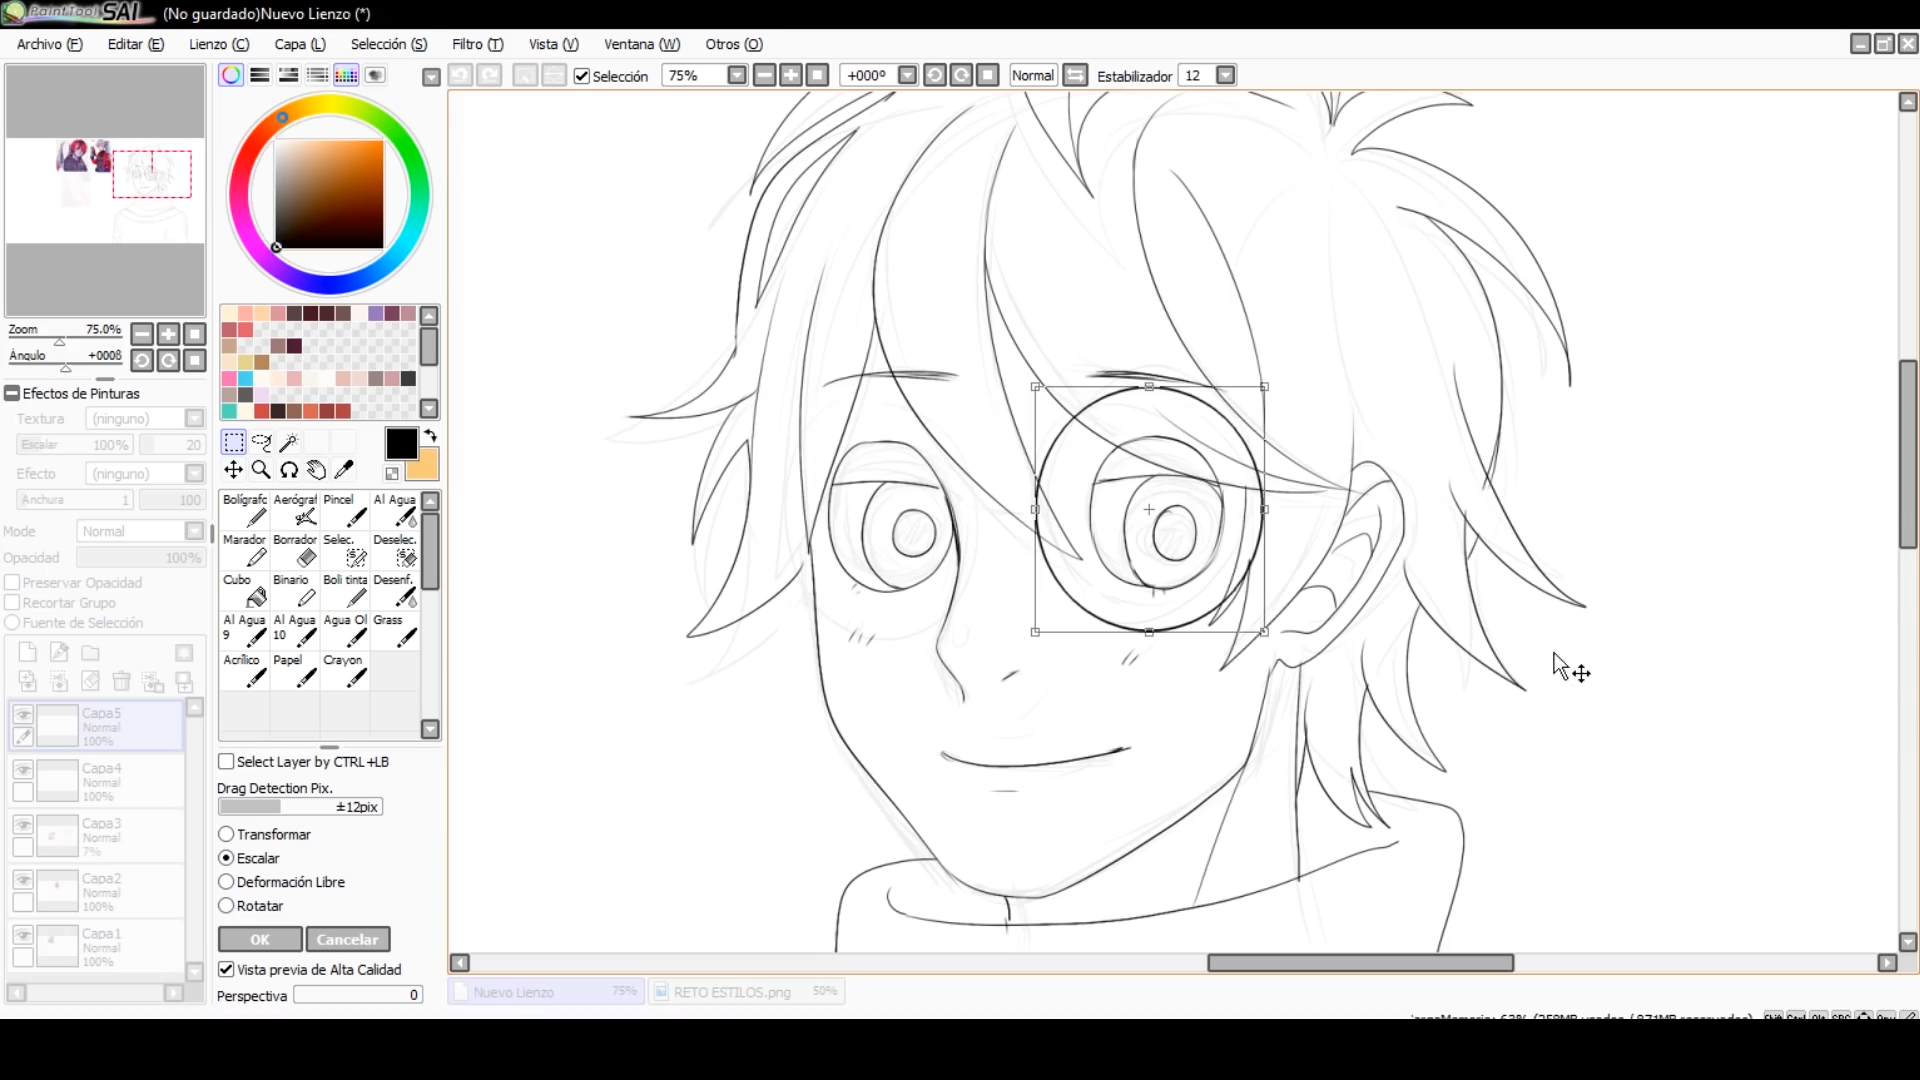 PaintTool SAI (No guardado)Nuevo Lienzo (*)
Archivo (F) Editar (E) Lienzo (C) Capa (L) Selección (S) Filtro (T) Vista (V) Ventana (W) Otros (O)
Selección 75% +000º Normal Estabilizador 12
Zoom 75.0%
Ángulo +000ß
Efectos de Pinturas
Textura (ninguno)
Escalar 100% 20
Efecto (ninguno)
Anchura 1 100
Mode Normal
Opacidad 100%
Preservar Opacidad
Recortar Grupo
Fuente de Selección
Capa5
Normal
100%
Capa4
Normal
100%
Capa3
Normal
7%
Capa2
Normal
100%
Capa1
Normal
100%
Bolígrafc Aerógraf Pincel Al Agua
Marador Borrador Selec. Deselec.
Cubo Binario Boli tinta Desenf.
Al Agua 9 Al Agua 10 Agua Ol Grass
Acrílico Papel Crayon
Select Layer by CTRL+LB
Drag Detection Pix.
±12pix
Transformar
Escalar
Deformación Libre
Rotatar
OK Cancelar
Vista previa de Alta Calidad
Perspectiva 0
Nuevo Lienzo 75% RETO ESTILOS.png 50%